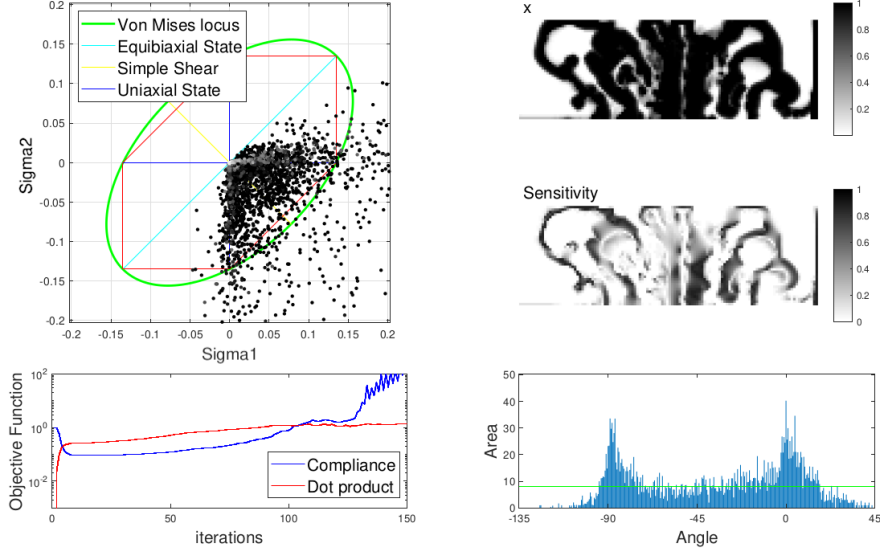 Von Mises locus
Equibiaxial State
Simple Shear
Uniaxial State
0.2
0.15
0.1
0.05
0
-0.05
-0.1
-0.15
-0.2
Sigma2
-0.2 -0.15 -0.1 -0.05 0 0.05 0.1 0.15 0.2
Sigma1
x
1
0.8
0.6
0.4
0.2
Sensitivity
1
0.8
0.6
0.4
0.2
0
Objective Function
10^2
10^0
10^-2
Compliance
Dot product
0 50 100 150
iterations
Area
50
40
30
20
10
0
-135 -90 -45 0 45
Angle